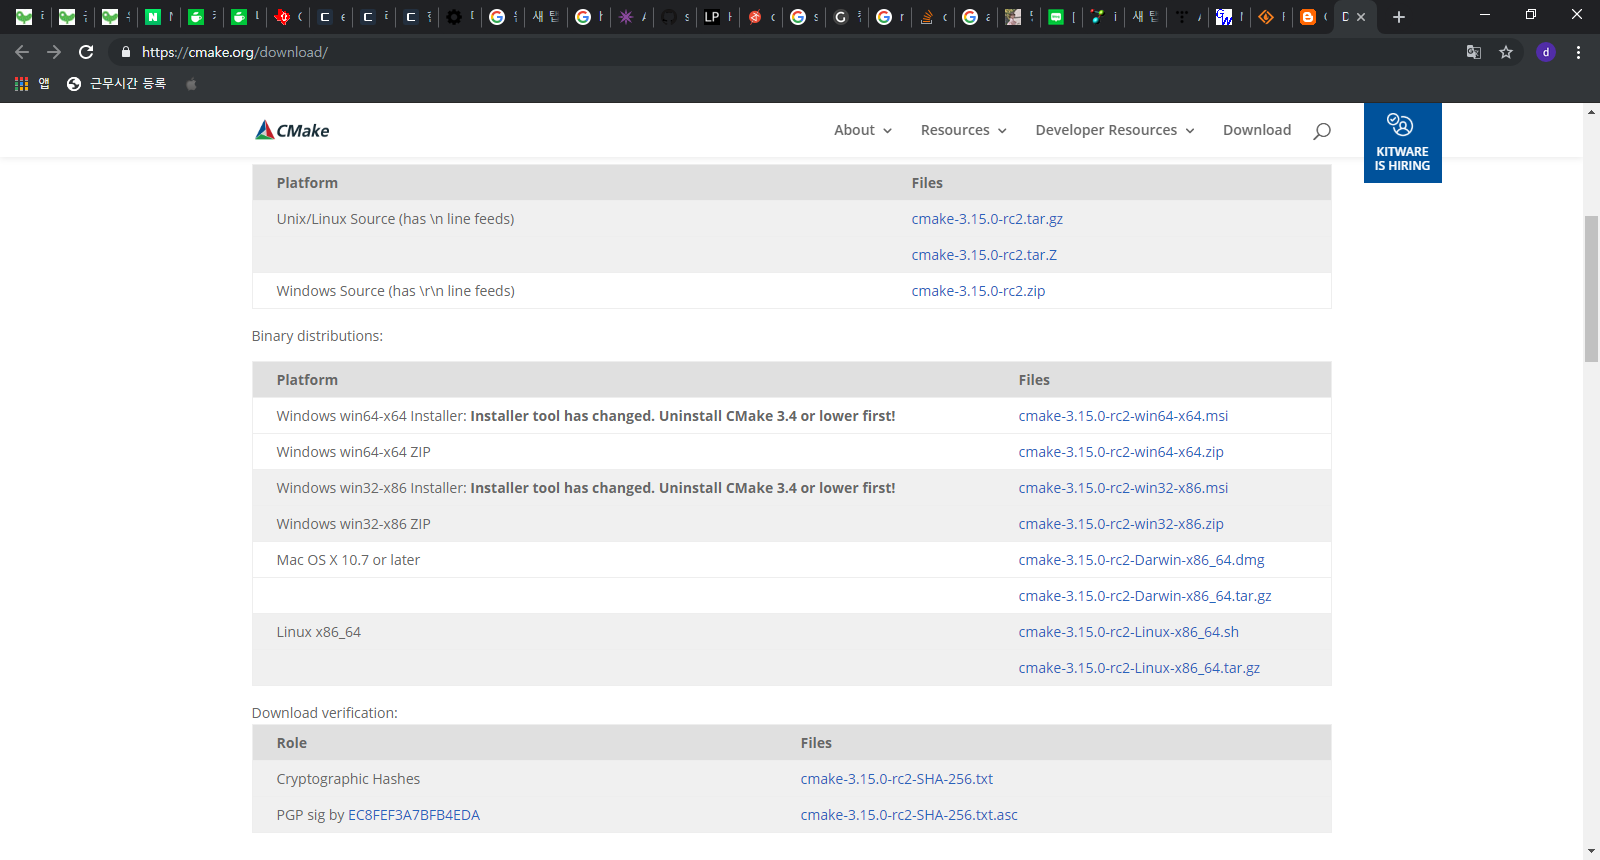 https://cmake.org/download/
d
앱
근무시간 등록
CMake
About
Resources
Developer Resources
Download
KITWARE
IS HIRING
Platform Files
Unix/Linux Source (has \n line feeds) cmake-3.15.0-rc2.tar.gz
cmake-3.15.0-rc2.tar.Z
Windows Source (has \r\n line feeds) cmake-3.15.0-rc2.zip
Binary distributions:
Platform Files
Windows win64-x64 Installer: Installer tool has changed. Uninstall CMake 3.4 or lower first! cmake-3.15.0-rc2-win64-x64.msi
Windows win64-x64 ZIP cmake-3.15.0-rc2-win64-x64.zip
Windows win32-x86 Installer: Installer tool has changed. Uninstall CMake 3.4 or lower first! cmake-3.15.0-rc2-win32-x86.msi
Windows win32-x86 ZIP cmake-3.15.0-rc2-win32-x86.zip
Mac OS X 10.7 or later cmake-3.15.0-rc2-Darwin-x86_64.dmg
cmake-3.15.0-rc2-Darwin-x86_64.tar.gz
Linux x86_64 cmake-3.15.0-rc2-Linux-x86_64.sh
cmake-3.15.0-rc2-Linux-x86_64.tar.gz
Download verification:
Role Files
Cryptographic Hashes cmake-3.15.0-rc2-SHA-256.txt
PGP sig by EC8FEF3A7BFB4EDA cmake-3.15.0-rc2-SHA-256.txt.asc